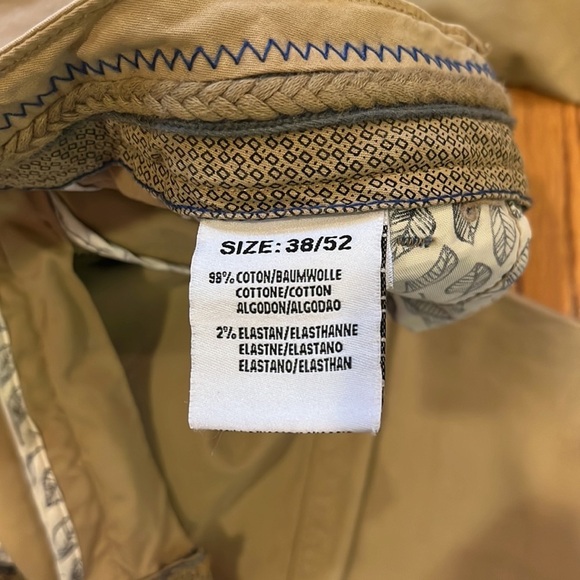 SIZE: 38/52
98% COTON/BAUMWOLLE
COTTONE/COTTON
ALGODON/ALGODAO
2% ELASTAN/ELASTHANNE
ELASTNE/ELASTANO
ELASTANO/ELASTHAN